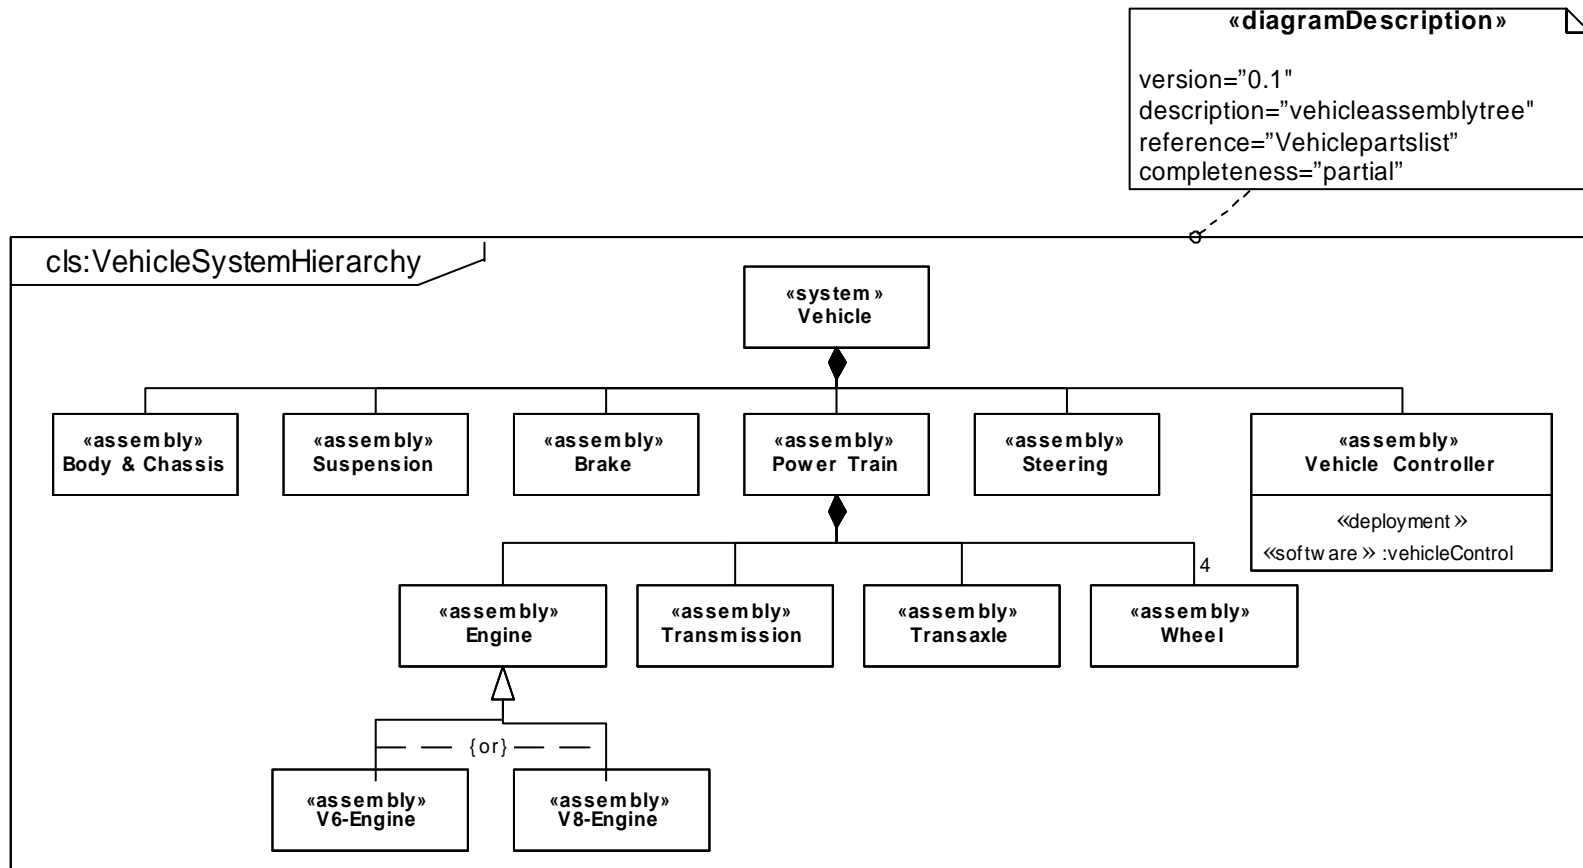 «diagramDescription»
version=”0.1"
description=”vehicleassemblytree"
reference=”Vehiclepartslist”
completeness=”partial”
cls:VehicleSystemHierarchy
«system»
Vehicle
«assembly»
Body & Chassis
«assembly»
Suspension
«assembly»
Brake
«assembly»
Power Train
«assembly»
Steering
«assembly»
Vehicle Controller
«deployment»
«software» :vehicleControl
4
«assembly»
Engine
«assembly»
Transmission
«assembly»
Transaxle
«assembly»
Wheel
{or}
«assembly»
V6-Engine
«assembly»
V8-Engine